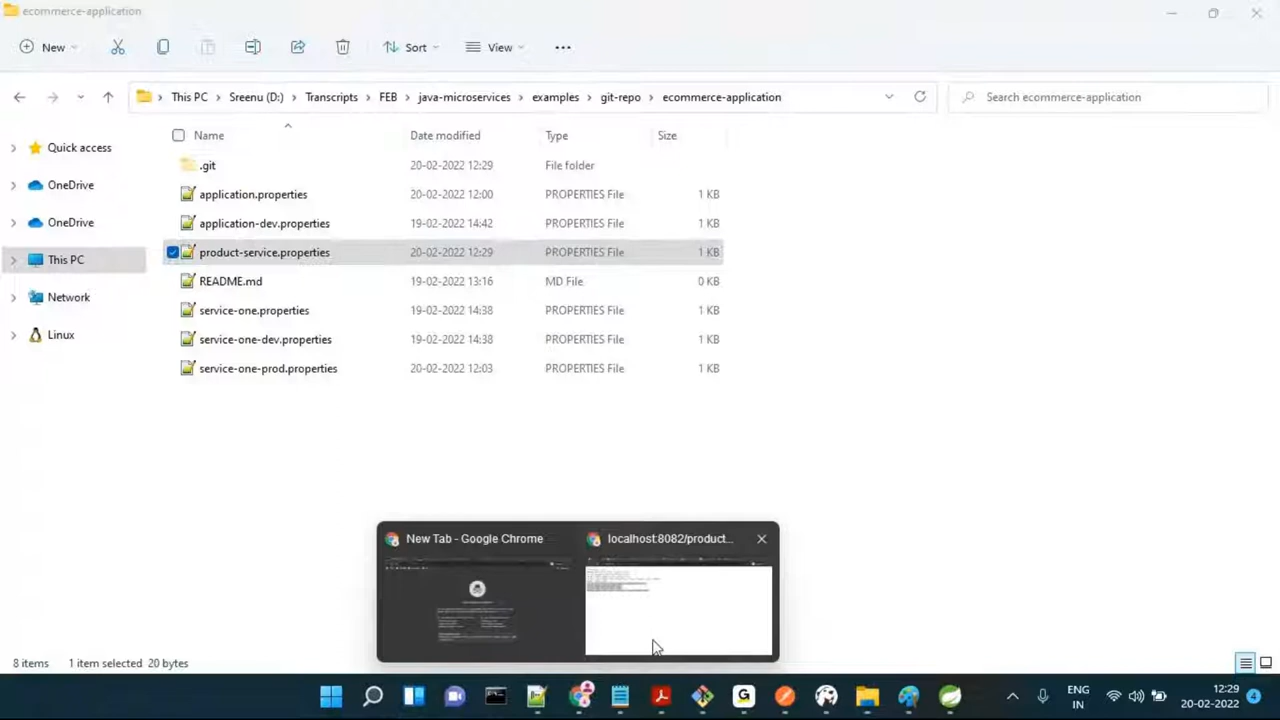 ecommerce-application
New
Sort
View
This PC
Sreenu (D:)
Transcripts
FEB
java-microservices
examples
git-repo
ecommerce-application
Search ecommerce-application
Name
Date modified
Type
Size
Quick access
OneDrive
OneDrive
This PC
Network
Linux
.git 20-02-2022 12:29 File folder
application.properties 20-02-2022 12:00 PROPERTIES File 1 KB
application-dev.properties 19-02-2022 14:42 PROPERTIES File 1 KB
product-service.properties 20-02-2022 12:29 PROPERTIES File 1 KB
README.md 19-02-2022 13:16 MD File 0 KB
service-one.properties 19-02-2022 14:38 PROPERTIES File 1 KB
service-one-dev.properties 19-02-2022 14:38 PROPERTIES File 1 KB
service-one-prod.properties 20-02-2022 12:03 PROPERTIES File 1 KB
New Tab - Google Chrome
localhost:8082/product...
8 items 1 item selected 20 bytes
ENG
IN
12:29
20-02-2022
4